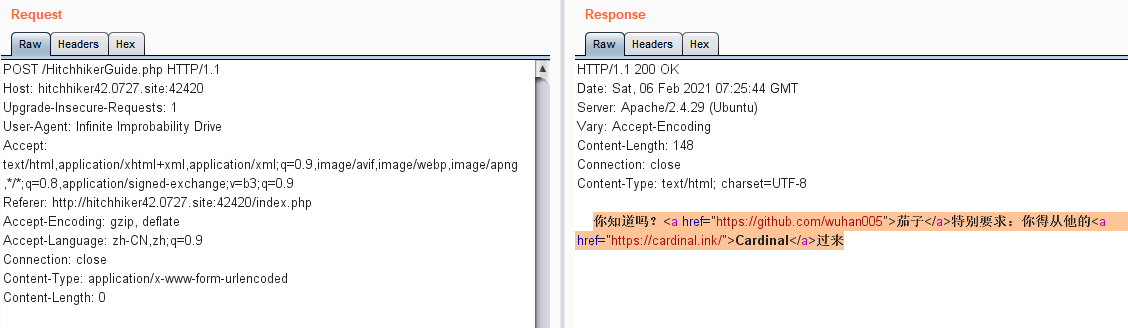 Request
Raw Headers Hex
POST /HitchhikerGuide.php HTTP/1.1
Host: hitchhiker42.0727.site:42420
Upgrade-Insecure-Requests: 1
User-Agent: Infinite Improbability Drive
Accept:
text/html,application/xhtml+xml,application/xml;q=0.9,image/avif,image/webp,image/apng
,*/*;q=0.8,application/signed-exchange;v=b3;q=0.9
Referer: http://hitchhiker42.0727.site:42420/index.php
Accept-Encoding: gzip, deflate
Accept-Language: zh-CN,zh;q=0.9
Connection: close
Content-Type: application/x-www-form-urlencoded
Content-Length: 0
Response
Raw Headers Hex
HTTP/1.1 200 OK
Date: Sat, 06 Feb 2021 07:25:44 GMT
Server: Apache/2.4.29 (Ubuntu)
Vary: Accept-Encoding
Content-Length: 148
Connection: close
Content-Type: text/html; charset=UTF-8
你知道吗？<a href="https://github.com/wuhan005">茄子</a>特别要求：你得从他的<a
href="https://cardinal.ink/">Cardinal</a>过来